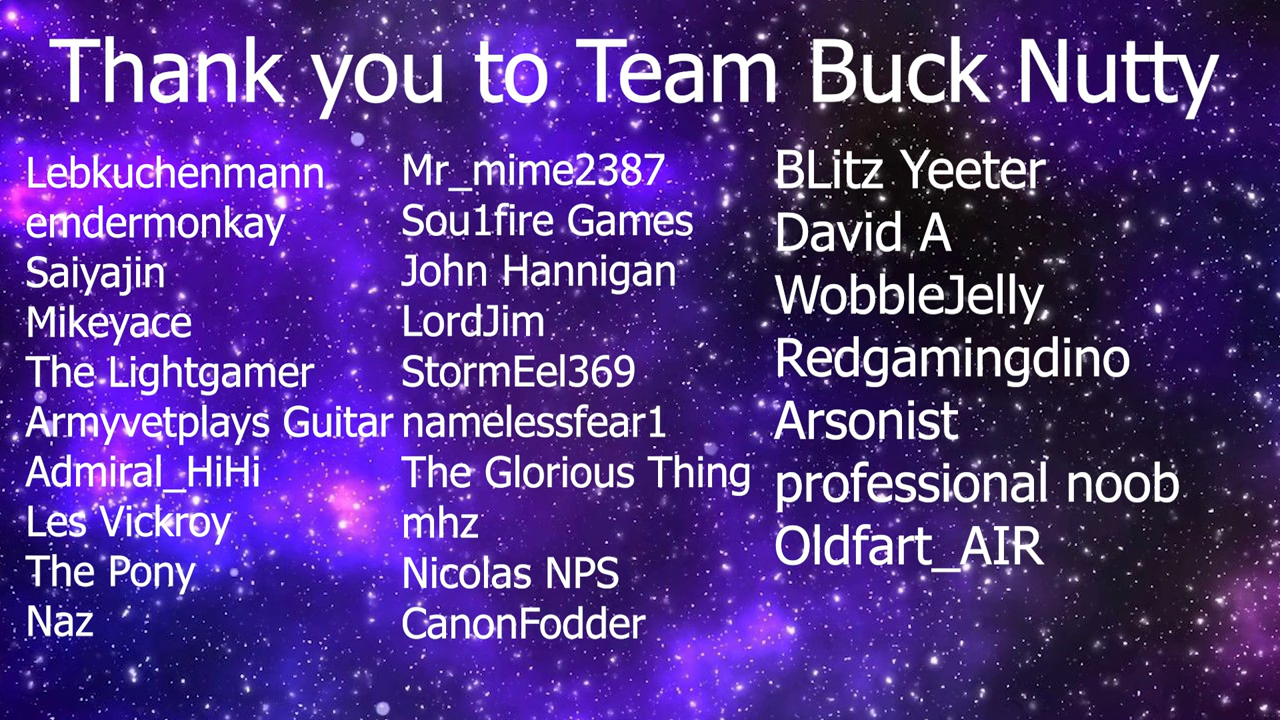 Thank you to Team Buck Nutty
Lebkuchenmann
emdermonkay
Saiyajin
Mikeyace
The Lightgamer
Armyvetplays Guitar
Admiral_HiHi
Les Vickroy
The Pony
Naz
Mr_mime2387
Sou1fire Games
John Hannigan
LordJim
StormEel369
namelessfear1
The Glorious Thing
mhz
Nicolas NPS
CanonFodder
BLitz Yeeter
David A
WobbleJelly
Redgamingdino
Arsonist
professional noob
Oldfart_AIR